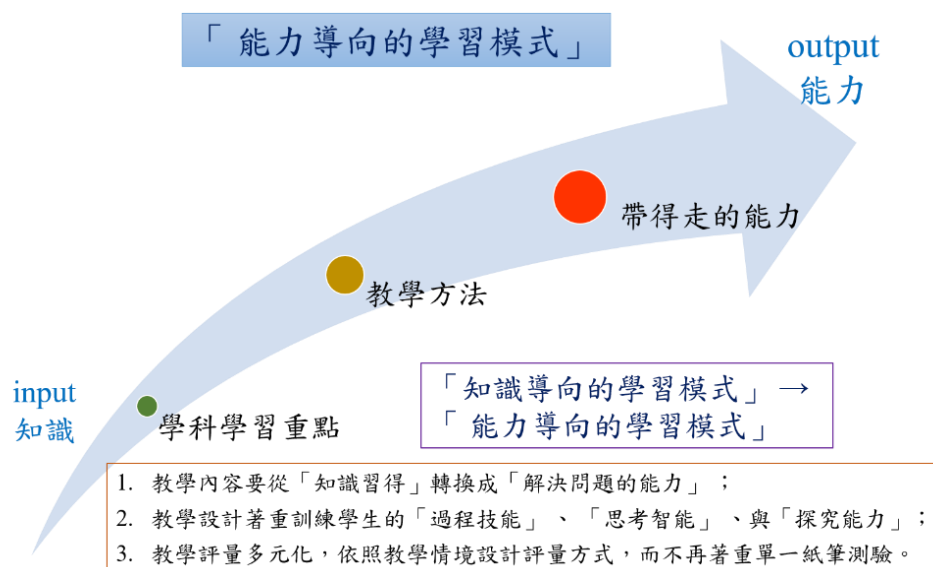 「 能力導向的學習模式」
output
能力
帶得走的能力
教學方法
input
知識
學科學習重點
「知識導向的學習模式」→
「 能力導向的學習模式」
1. 教學內容要從「知識習得」轉換成「解決問題的能力」；
2. 教學設計著重訓練學生的「過程技能」、「思考智能」、與「探究能力」；
3. 教學評量多元化，依照教學情境設計評量方式，而不再著重單一紙筆測驗。